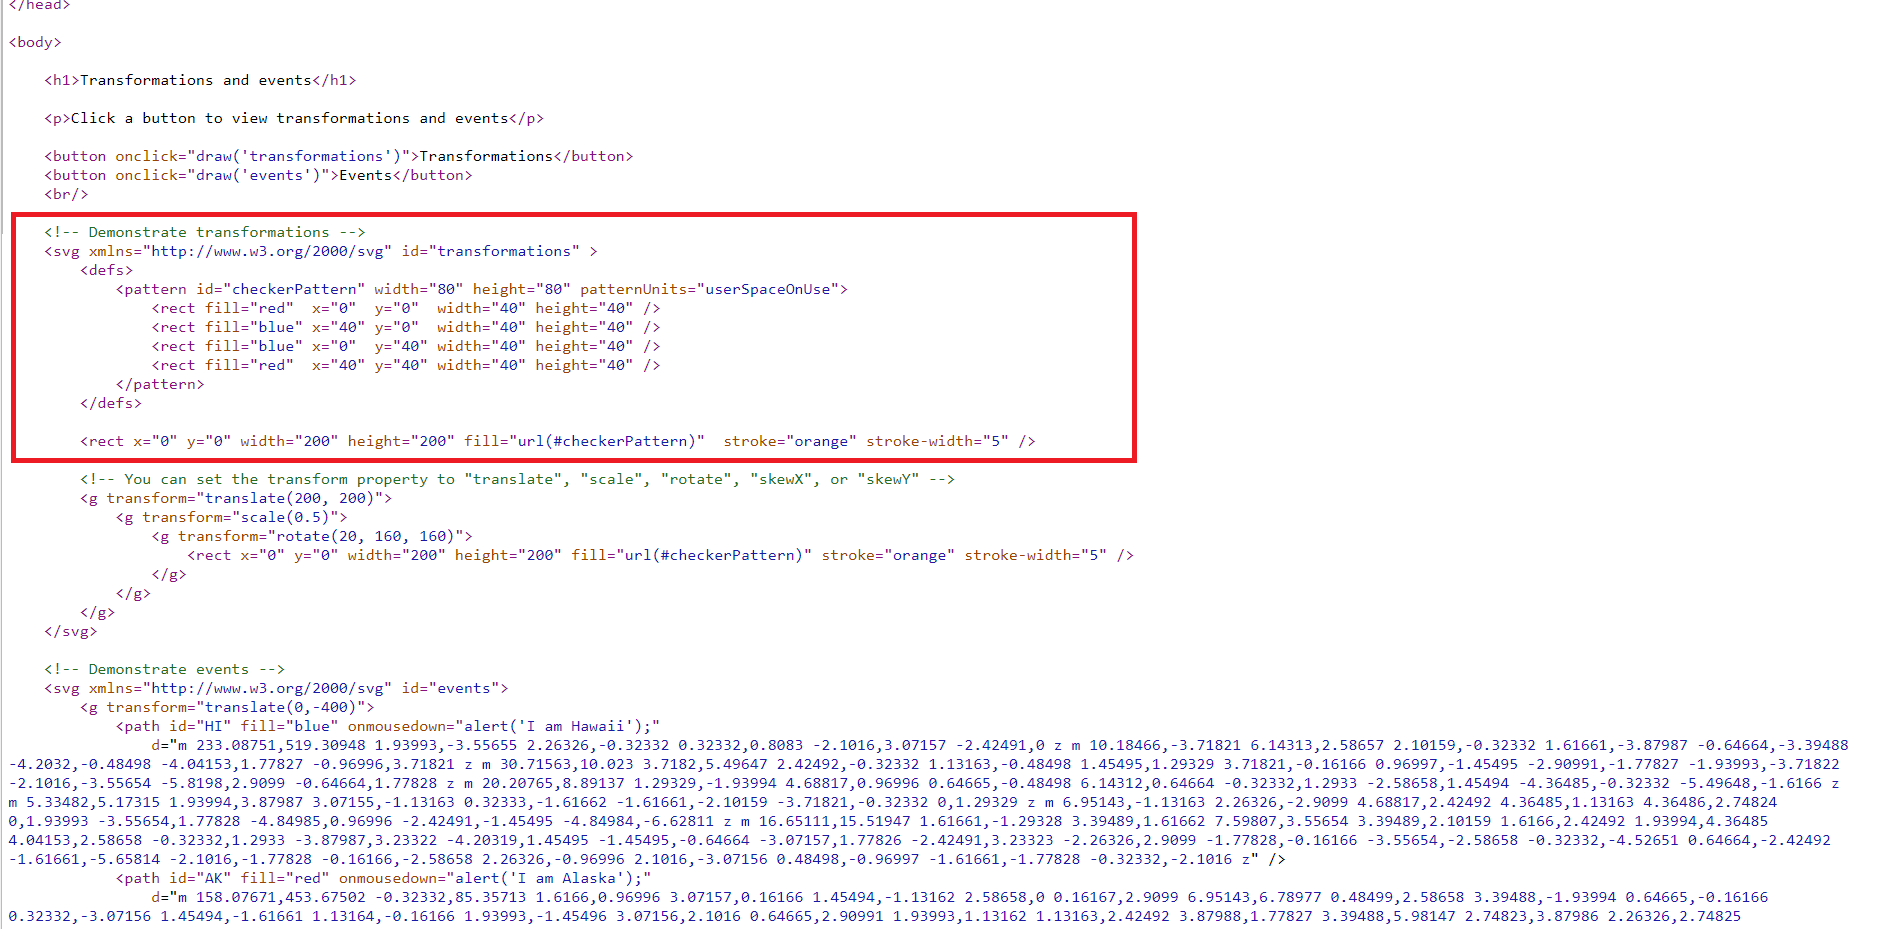 </head>
<body>
<h1>Transformations and events</h1>
<p>Click a button to view transformations and events</p>
<button onclick="draw('transformations')">Transformations</button>
<button onclick="draw('events')">Events</button>
<br/>
<!-- Demonstrate transformations -->
<svg xmlns="http://www.w3.org/2000/svg" id="transformations" >
<defs>
<pattern id="checkerPattern" width="80" height="80" patternUnits="userSpaceOnUse">
<rect fill="red"  x="0"  y="0"  width="40" height="40" />
<rect fill="blue" x="40" y="0"  width="40" height="40" />
<rect fill="blue" x="0"  y="40" width="40" height="40" />
<rect fill="red"  x="40" y="40" width="40" height="40" />
</pattern>
</defs>
<rect x="0" y="0" width="200" height="200" fill="url(#checkerPattern)"  stroke="orange" stroke-width="5" />
<!-- You can set the transform property to "translate", "scale", "rotate", "skewX", or "skewY" -->
<g transform="translate(200, 200)">
<g transform="scale(0.5)">
<g transform="rotate(20, 160, 160)">
<rect x="0" y="0" width="200" height="200" fill="url(#checkerPattern)" stroke="orange" stroke-width="5" />
</g>
</g>
</g>
</svg>
<!-- Demonstrate events -->
<svg xmlns="http://www.w3.org/2000/svg" id="events">
<g transform="translate(0,-400)">
<path id="HI" fill="blue" onmousedown="alert('I am Hawaii');"
d="m 233.08751,519.30948 1.93993,-3.55655 2.26326,-0.32332 0.32332,0.8083 -2.1016,3.07157 -2.42491,0 z m 10.18466,-3.71821 6.14313,2.58657 2.10159,-0.32332 1.61661,-3.87987 -0.64664,-3.39488
-4.2032,-0.48498 -4.04153,1.77827 -0.96996,3.71821 z m 30.71563,10.023 3.7182,5.49647 2.42492,-0.32332 1.13163,-0.48498 1.45495,1.29329 3.71821,-0.16166 0.96997,-1.45495 -2.90991,-1.77827 -1.93993,-3.71822
-2.1016,-3.55654 -5.8198,2.9099 -0.64664,1.77828 z m 20.20765,8.89137 1.29329,-1.93994 4.68817,0.96996 0.64665,-0.48498 6.14312,0.64664 -0.32332,1.2933 -2.58658,1.45494 -4.36485,-0.32332 -5.49648,-1.6166 z
m 5.33482,5.17315 1.93994,3.87987 3.07155,-1.13163 0.32333,-1.61662 -1.61661,-2.10159 -3.71821,-0.32332 0,1.29329 z m 6.95143,-1.13163 2.26326,-2.9099 4.68817,2.42492 4.36485,1.13163 4.36486,2.74824
0,1.93993 -3.55654,1.77828 -4.84985,0.96996 -2.42491,-1.45495 -4.84984,-6.62811 z m 16.65111,15.51947 1.61661,-1.29328 3.39489,1.61662 7.59807,3.55654 3.39489,2.10159 1.6166,2.42492 1.93994,4.36485
4.04153,2.58658 -0.32332,1.2933 -3.87987,3.23322 -4.20319,1.45495 -1.45495,-0.64664 -3.07157,1.77826 -2.42491,3.23323 -2.26326,2.9099 -1.77828,-0.16166 -3.55654,-2.58658 -0.32332,-4.52651 0.64664,-2.42492
-1.61661,-5.65814 -2.1016,-1.77828 -0.16166,-2.58658 2.26326,-0.96996 2.1016,-3.07156 0.48498,-0.96997 -1.61661,-1.77828 -0.32332,-2.1016 z" />
<path id="AK" fill="red" onmousedown="alert('I am Alaska');"
d="m 158.07671,453.67502 -0.32332,85.35713 1.6166,0.96996 3.07157,0.16166 1.45494,-1.13162 2.58658,0 0.16167,2.9099 6.95143,6.78977 0.48499,2.58658 3.39488,-1.93994 0.64665,-0.16166
0.32332,-3.07156 1.45494,-1.61661 1.13164,-0.16166 1.93993,-1.45496 3.07156,2.1016 0.64665,2.90991 1.93993,1.13162 1.13163,2.42492 3.87988,1.77827 3.39488,5.98147 2.74823,3.87986 2.26326,2.74825